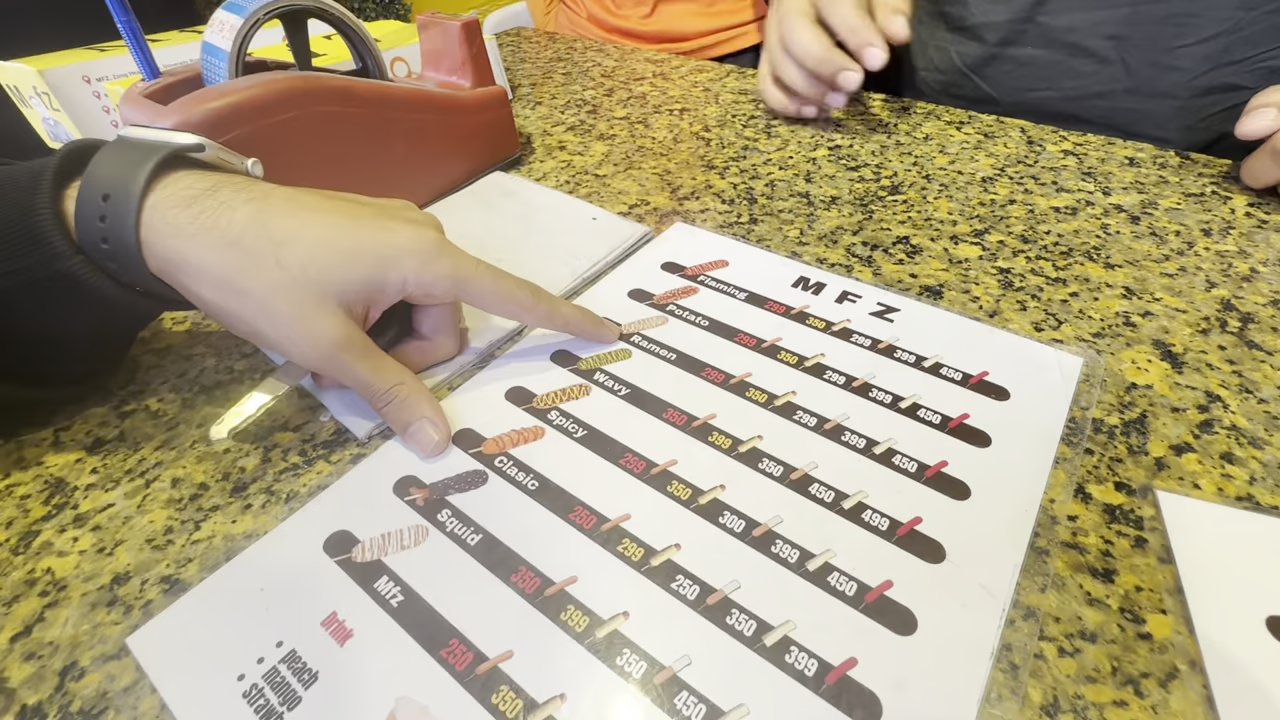 MFZ
Flaming 299 350 299 399 450
Potato 299 350 299 399 450
Ramen 299 350 299 399 450
Wavy 350 399 350 450 499
Spicy 299 350 300 399 450
Clasic 250 299 250 350 399
Squid 350 399 350 450
Mfz 250 350
Drink
• peach
• mango